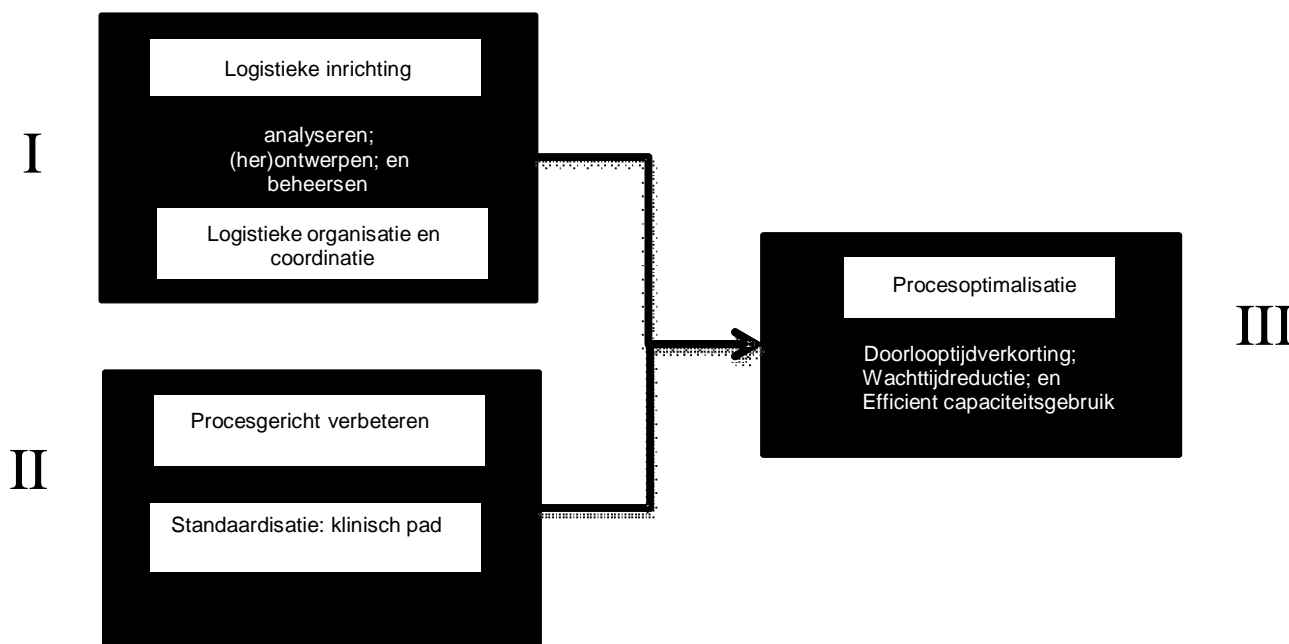 I
Logistieke inrichting
analyseren;
(her)ontwerpen; en
beheersen
Logistieke organisatie en
coordinatie
II
Procesgericht verbeteren
Standaardisatie: klinisch pad
Procesoptimalisatie
Doorlooptijdverkorting;
Wachttijdreductie; en
Efficient capaciteitsgebruik
III